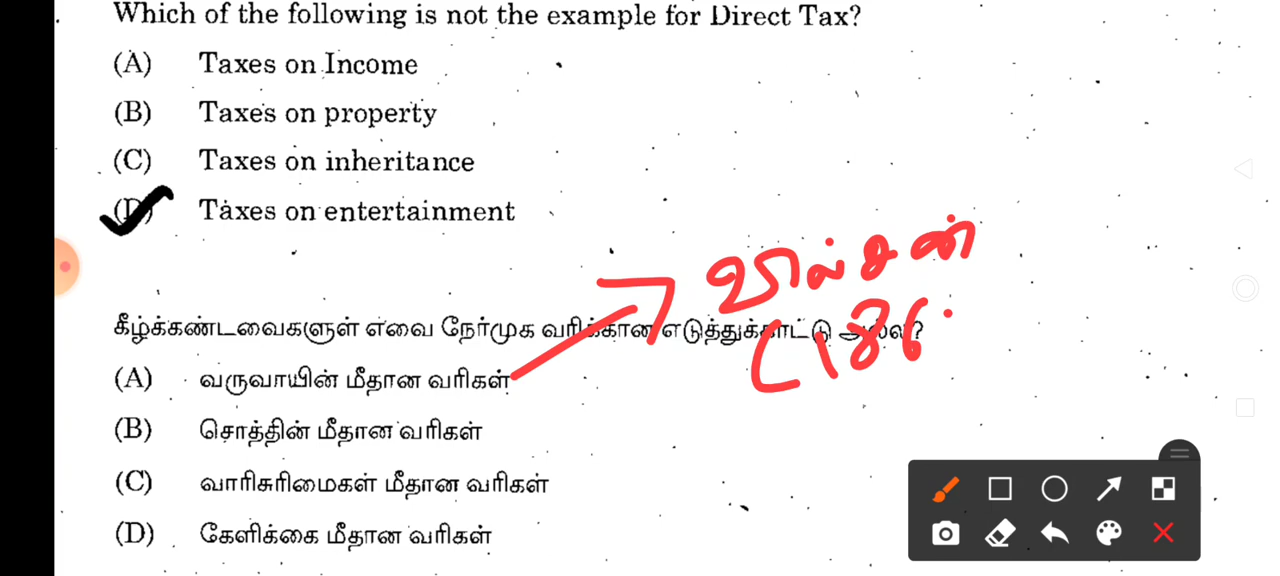 Which of the following is not the example for Direct Tax?
(A) Taxes on Income
(B) Taxes on property
(C) Taxes on inheritance
(D) Taxes on entertainment
வில்சன்
(186
கீழ்க்கண்டவைகளுள் எவை நேர்முக வரிக்கான எடுத்துக்காட்டு அல்ல?
(A) வருவாயின் மீதான வரிகள்
(B) சொத்தின் மீதான வரிகள்
(C) வாரிசுரிமைகள் மீதான வரிகள்
(D) கேளிக்கை மீதான வரிகள்